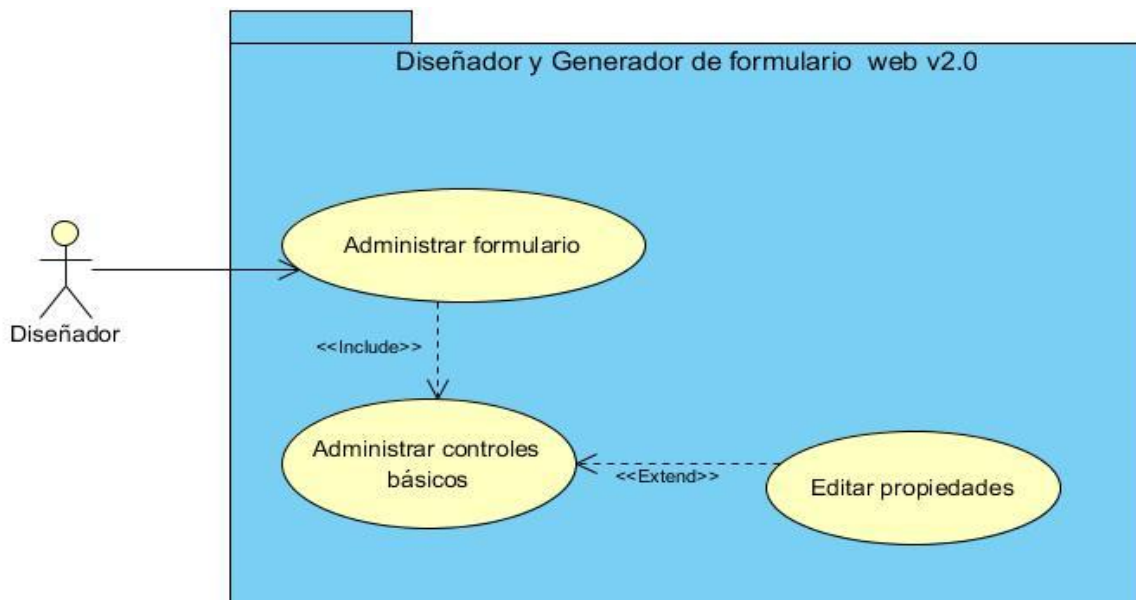 Diseñador y Generador de formulario web v2.0
Administrar formulario
Diseñador
<<Include>>
Administrar controles
básicos
<<Extend>>
Editar propiedades